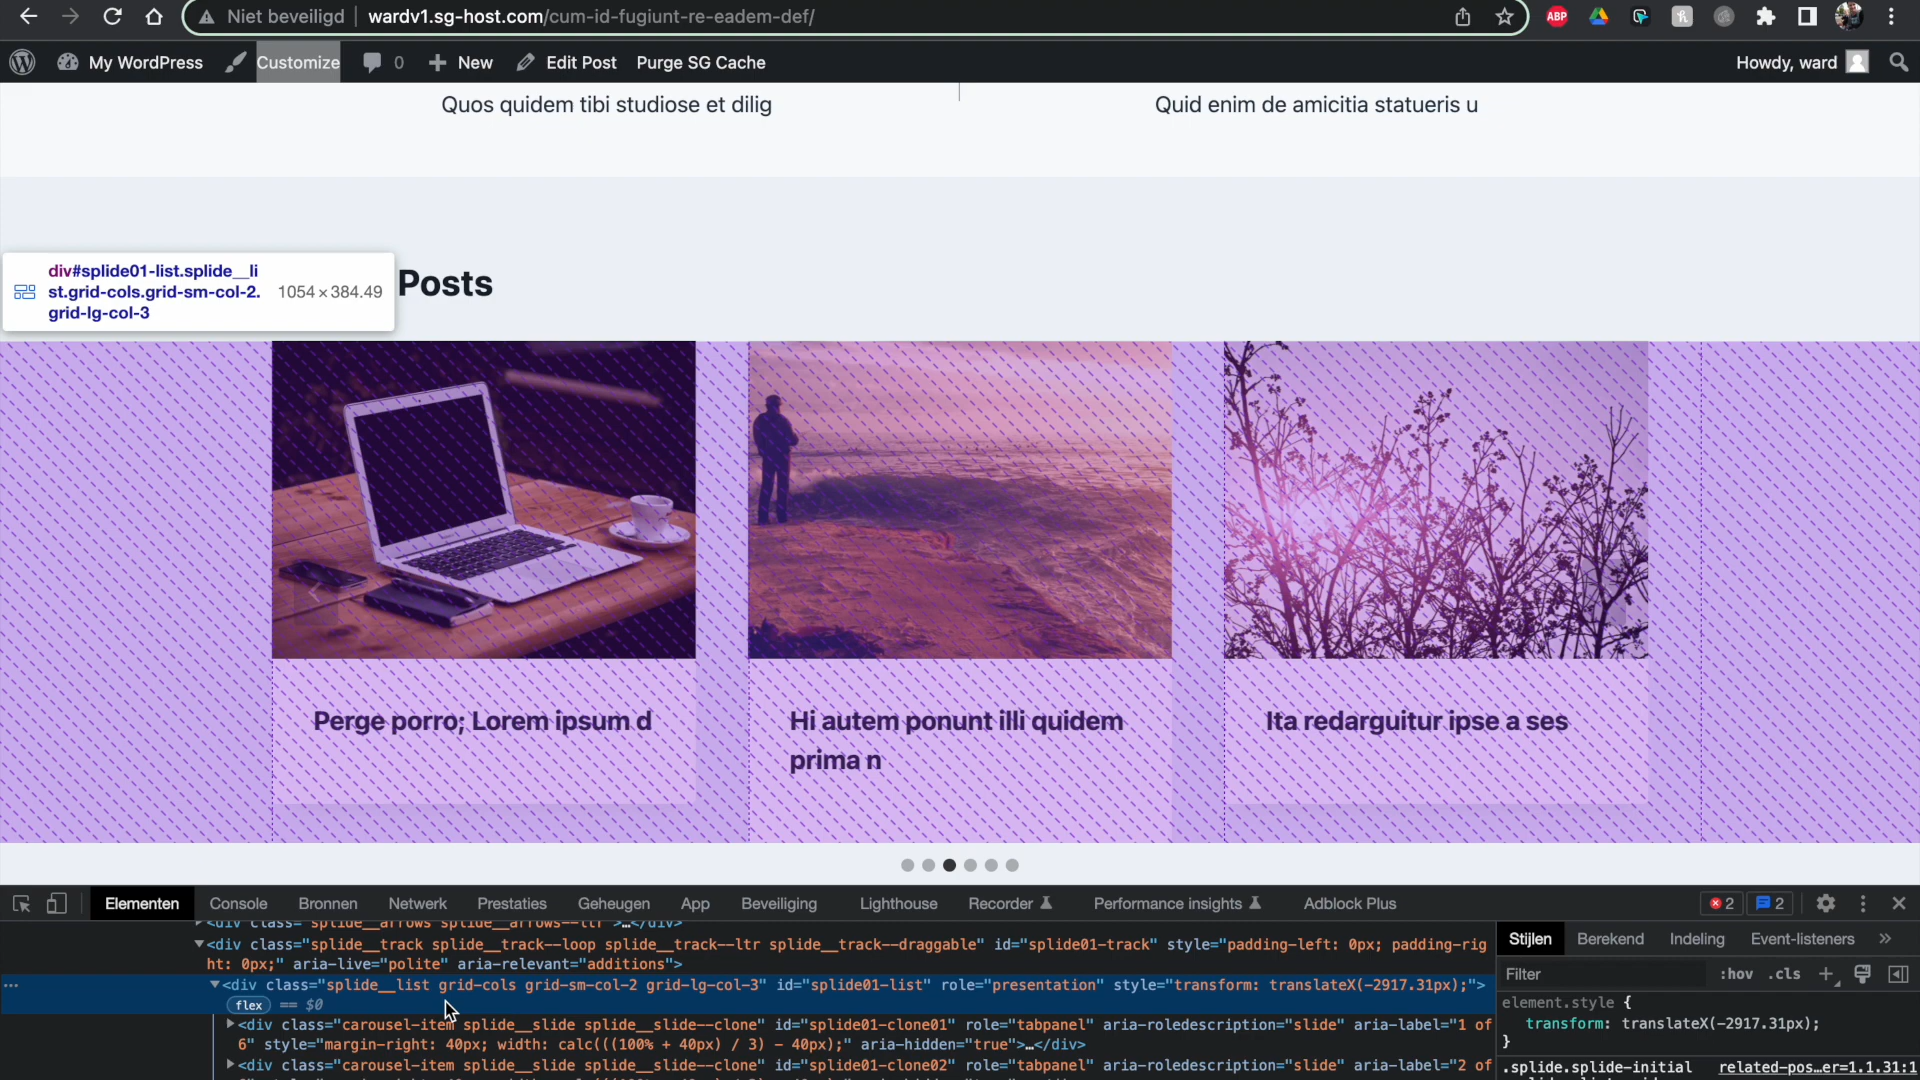 Niet beveiligd wardv1.sg-host.com/cum-id-fugiunt-re-eadem-def/
ABP
My WordPress Customize 0 New Edit Post Purge SG Cache Howdy, ward
Quos quidem tibi studiose et dilig Quid enim de amicitia statueris u
div#splide01-list.splide__li
st.grid-cols.grid-sm-col-2. 1054 × 384.49
grid-lg-col-3
Posts
Perge porro; Lorem ipsum d
Hi autem ponunt illi quidem
prima n
Ita redarguitur ipse a ses
Elementen Console Bronnen Netwerk Prestaties Geheugen App Beveiliging Lighthouse Recorder Performance insights Adblock Plus 2 2
<div class="splide__arrows splide__arrows--ltr">…</div>
<div class="splide__track splide__track--loop splide__track--ltr splide__track--draggable" id="splide01-track" style="padding-left: 0px; padding-rig
ht: 0px;" aria-live="polite" aria-relevant="additions">
<div class="splide__list grid-cols grid-sm-col-2 grid-lg-col-3" id="splide01-list" role="presentation" style="transform: translateX(-2917.31px);">
flex == $0
<div class="carousel-item splide__slide splide__slide--clone" id="splide01-clone01" role="tabpanel" aria-roledescription="slide" aria-label="1 of
6" style="margin-right: 40px; width: calc(((100% + 40px) / 3) - 40px);" aria-hidden="true">…</div>
<div class="carousel-item splide__slide splide__slide--clone" id="splide01-clone02" role="tabpanel" aria-roledescription="slide" aria-label="2 of
Stijlen Berekend Indeling Event-listeners »
Filter :hov .cls +
element.style {
transform: translateX(-2917.31px);
}
.splide.splide-initial related-pos…er=1.1.31:1